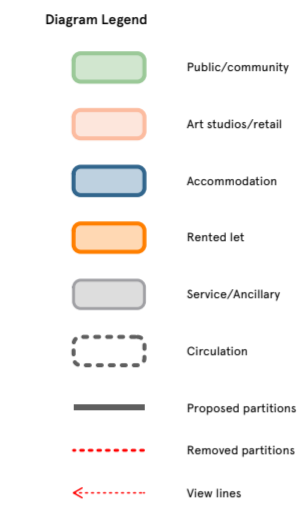 Diagram Legend
Public/community
Art studios/retail
Accommodation
Rented let
Service/Ancillary
Circulation
Proposed partitions
Removed partitions
View lines